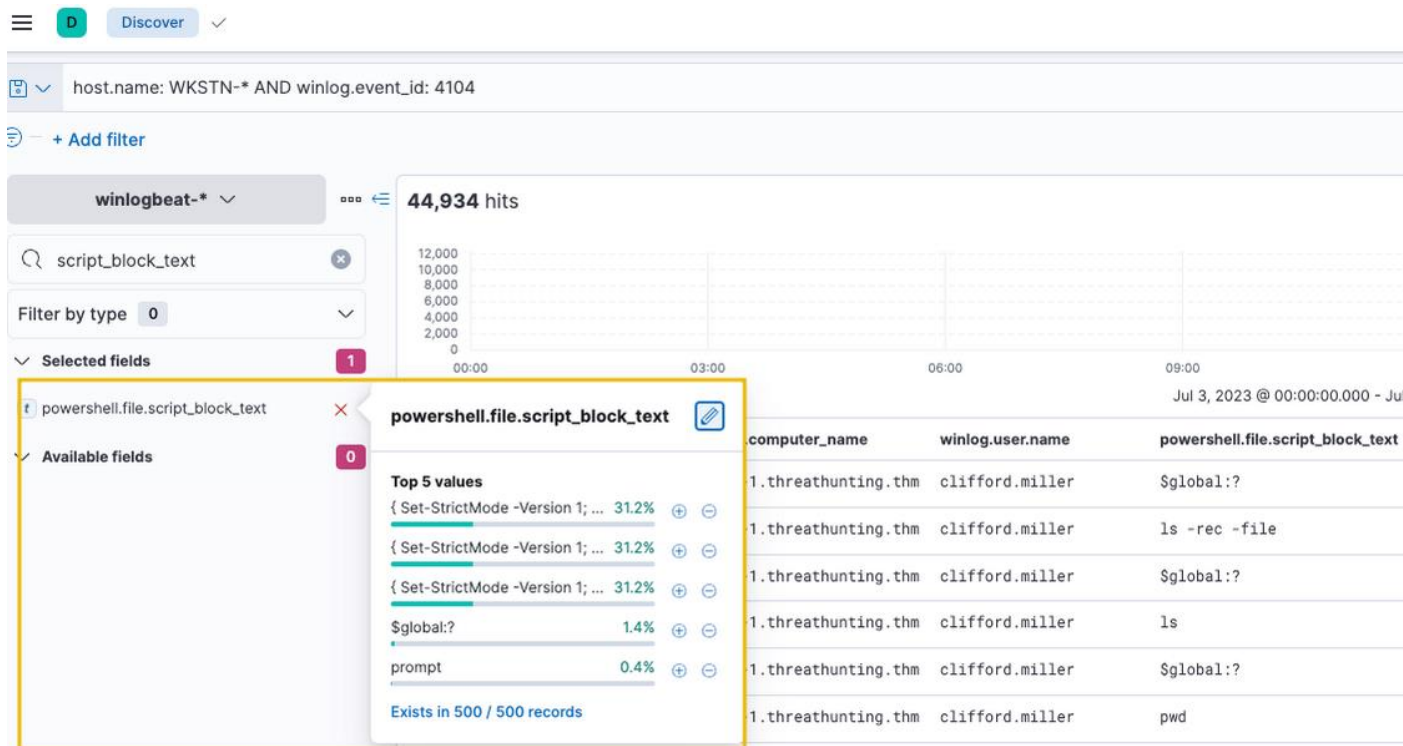 D Discover
host.name: WKSTN-* AND winlog.event_id: 4104
+ Add filter
winlogbeat-*
44,934 hits
script_block_text
Filter by type 0
Selected fields 1
powershell.file.script_block_text
Available fields 0
12,000
10,000
8,000
6,000
4,000
2,000
0
00:00 03:00 06:00 09:00
Jul 3, 2023 @ 00:00:00.000 - Ju
powershell.file.script_block_text
Top 5 values
{ Set-StrictMode -Version 1; ... 31.2%
{ Set-StrictMode -Version 1; ... 31.2%
{ Set-StrictMode -Version 1; ... 31.2%
$global:? 1.4%
prompt 0.4%
Exists in 500 / 500 records
.computer_name winlog.user.name powershell.file.script_block_text
1.threathunting.thm clifford.miller $global:?
1.threathunting.thm clifford.miller ls -rec -file
1.threathunting.thm clifford.miller $global:?
1.threathunting.thm clifford.miller ls
1.threathunting.thm clifford.miller $global:?
1.threathunting.thm clifford.miller pwd